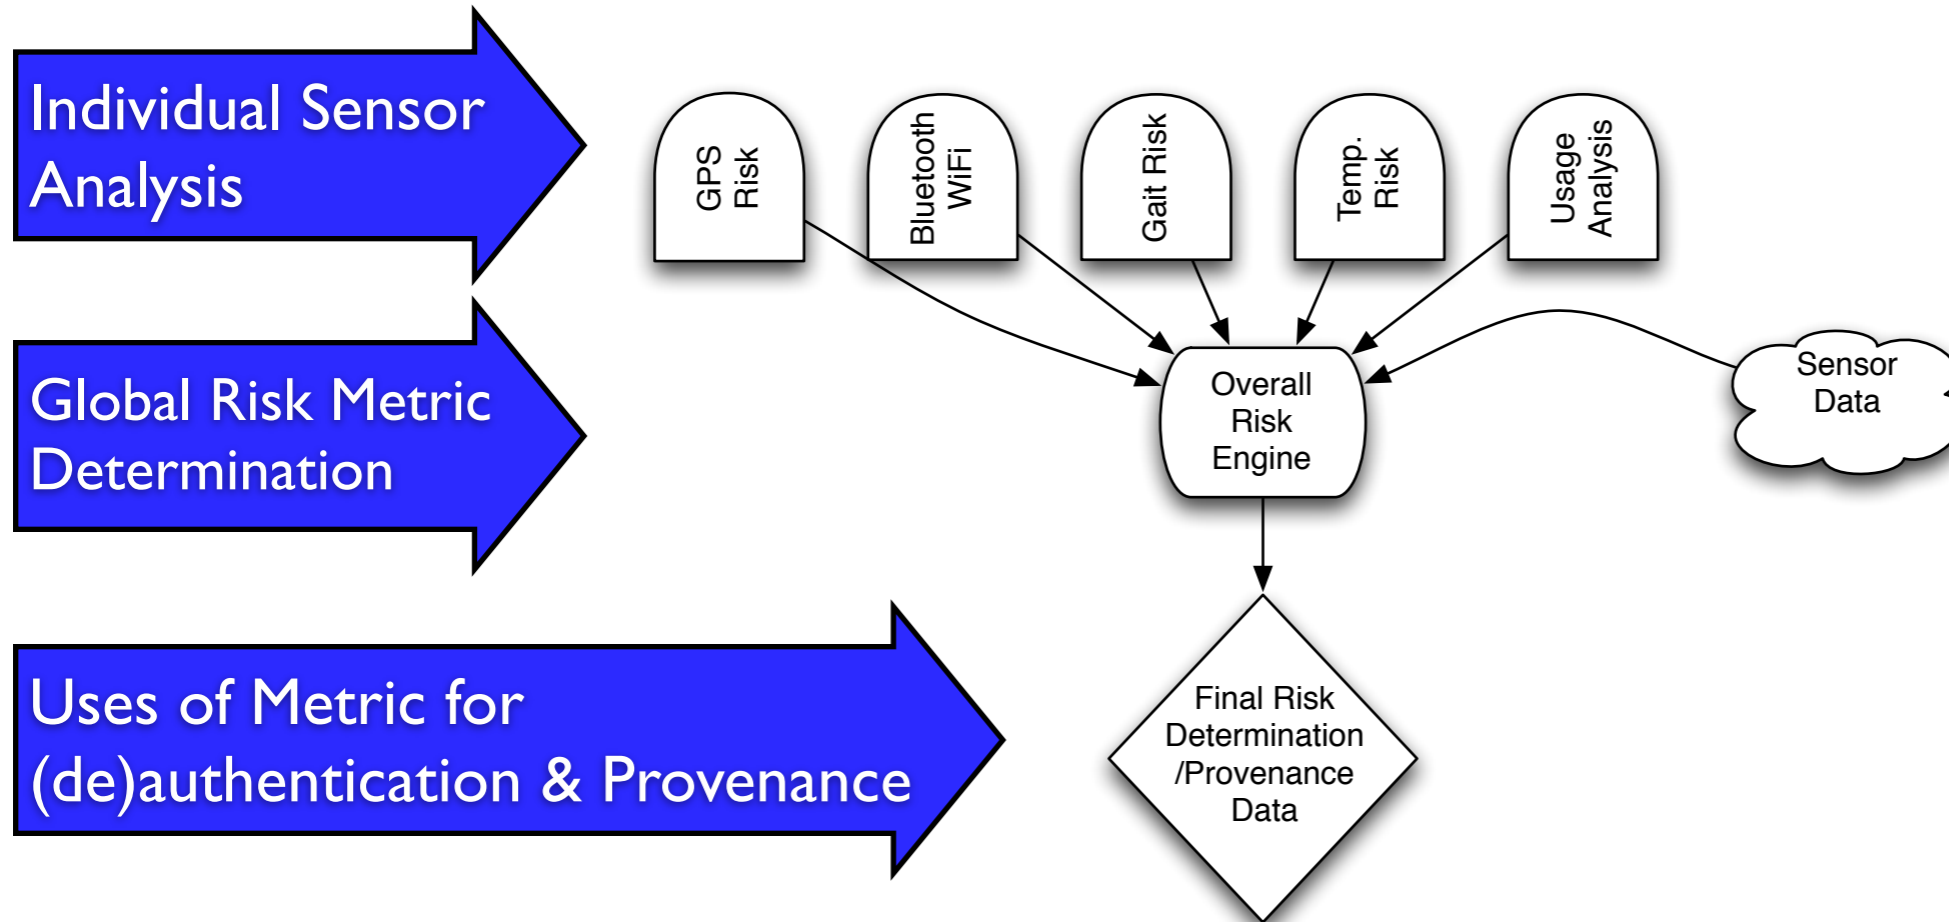 Individual Sensor
Analysis
GPS
Risk
Bluetooth
WiFi
Gait Risk
Temp.
Risk
Usage
Analysis
Global Risk Metric
Determination
Overall
Risk
Engine
Sensor
Data
Uses of Metric for
(de)authentication & Provenance
Final Risk
Determination
/Provenance
Data